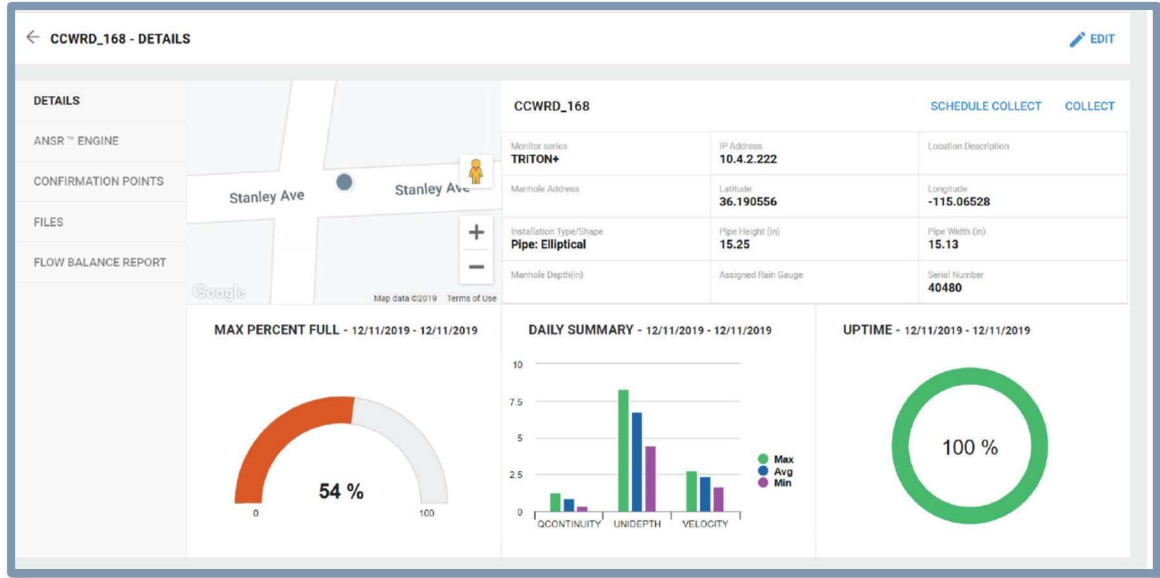 CCWRD_168 - DETAILS
EDIT
DETAILS
ANSR ™ ENGINE
CONFIRMATION POINTS
FILES
FLOW BALANCE REPORT
Stanley Ave
Stanley Ave
Google
Map data ©2019 Terms of Use
CCWRD_168
SCHEDULE COLLECT COLLECT
Monitor series
TRITON+
IP Address
10.4.2.222
Location Description
Manhole Address
Latitude
36.190556
Longitude
-115.06528
Installation Type/Shape
Pipe: Elliptical
Pipe Height (in)
15.25
Pipe Width (in)
15.13
Manhole Depth(in)
Assigned Rain Gauge
Serial Number
40480
MAX PERCENT FULL - 12/11/2019 - 12/11/2019
54 %
0
100
DAILY SUMMARY - 12/11/2019 - 12/11/2019
10
7.5
5
2.5
0
QCONTINUITY UNIDEPTH VELOCITY
Max
Avg
Min
UPTIME - 12/11/2019 - 12/11/2019
100 %